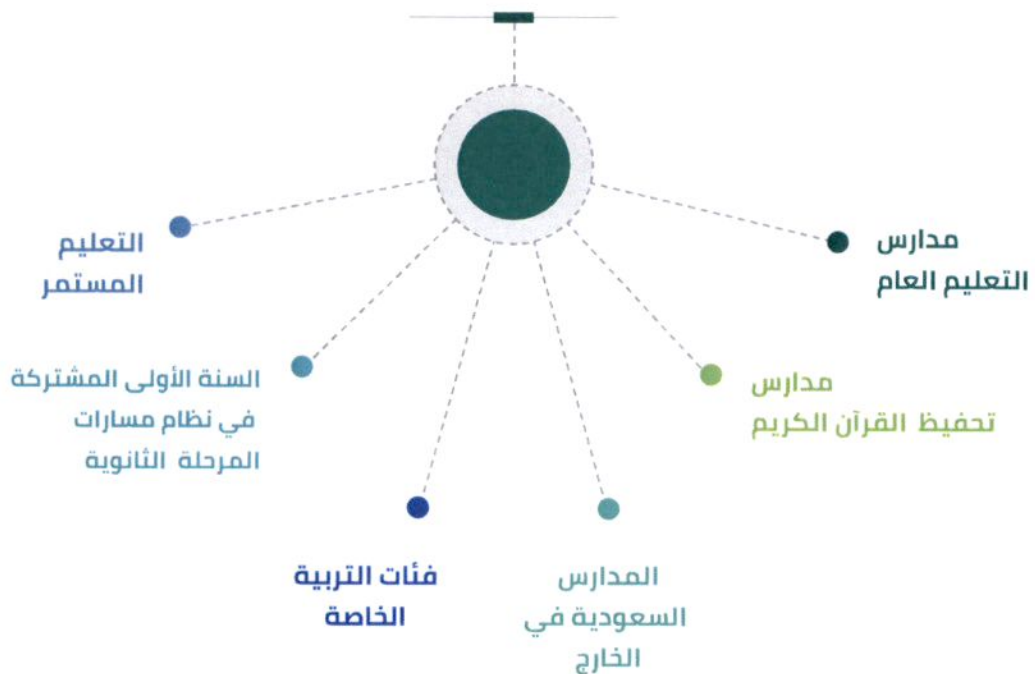 مدارس
التعليم العام
مدارس
تحفيظ القرآن الكريم
المدارس
السعودية في
الخارج
فئات التربية
الخاصة
السنة الأولى المشتركة
في نظام مسارات
المرحلة الثانوية
التعليم
المستمر